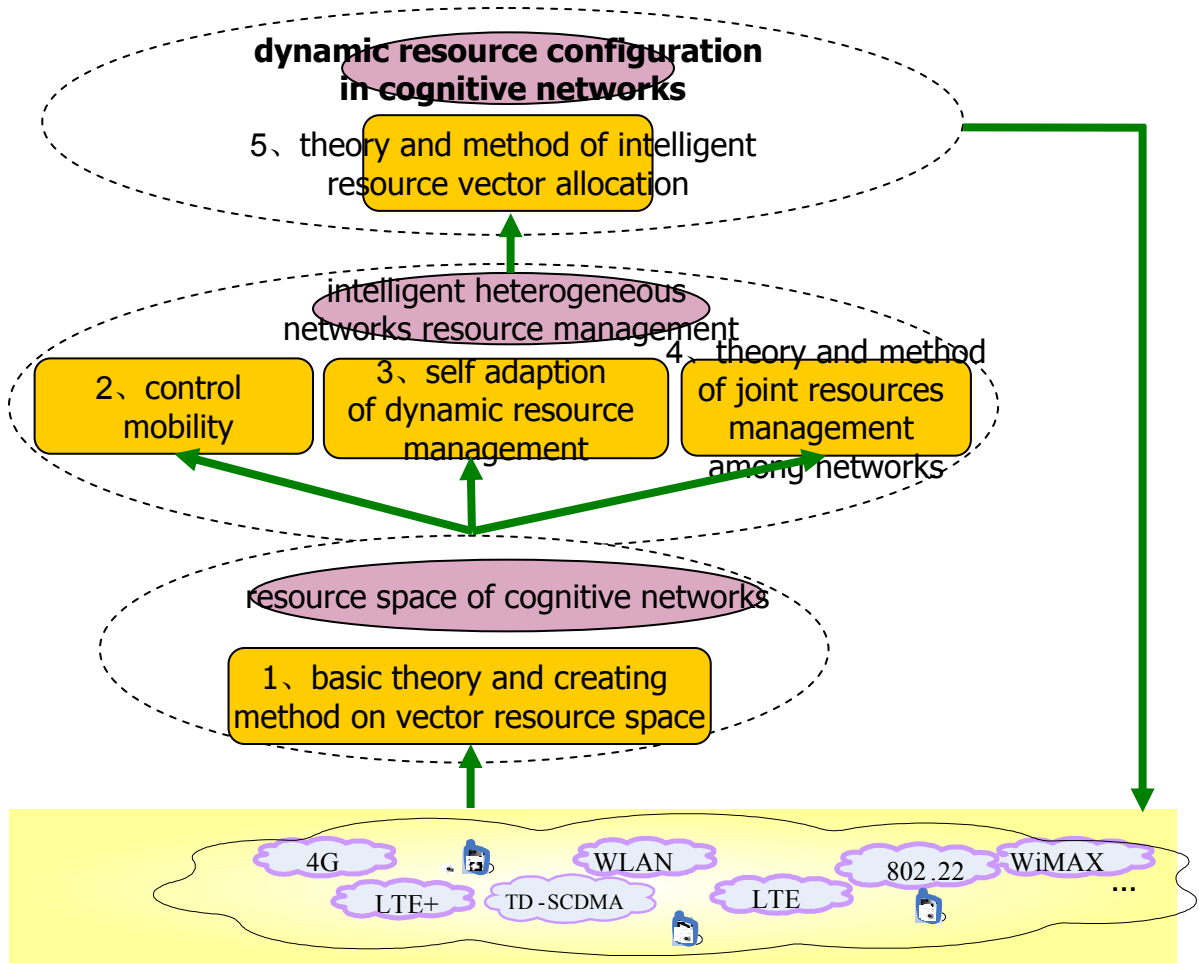 dynamic resource configuration
in cognitive networks
5、theory and method of intelligent
resource vector allocation
intelligent heterogeneous
networks resource management
2、control
mobility
3、self adaption
of dynamic resource
management
4、theory and method
of joint resources
management
among networks
resource space of cognitive networks
1、basic theory and creating
method on vector resource space
4G
WLAN
802.22
WiMAX
LTE+
TD-SCDMA
LTE
...